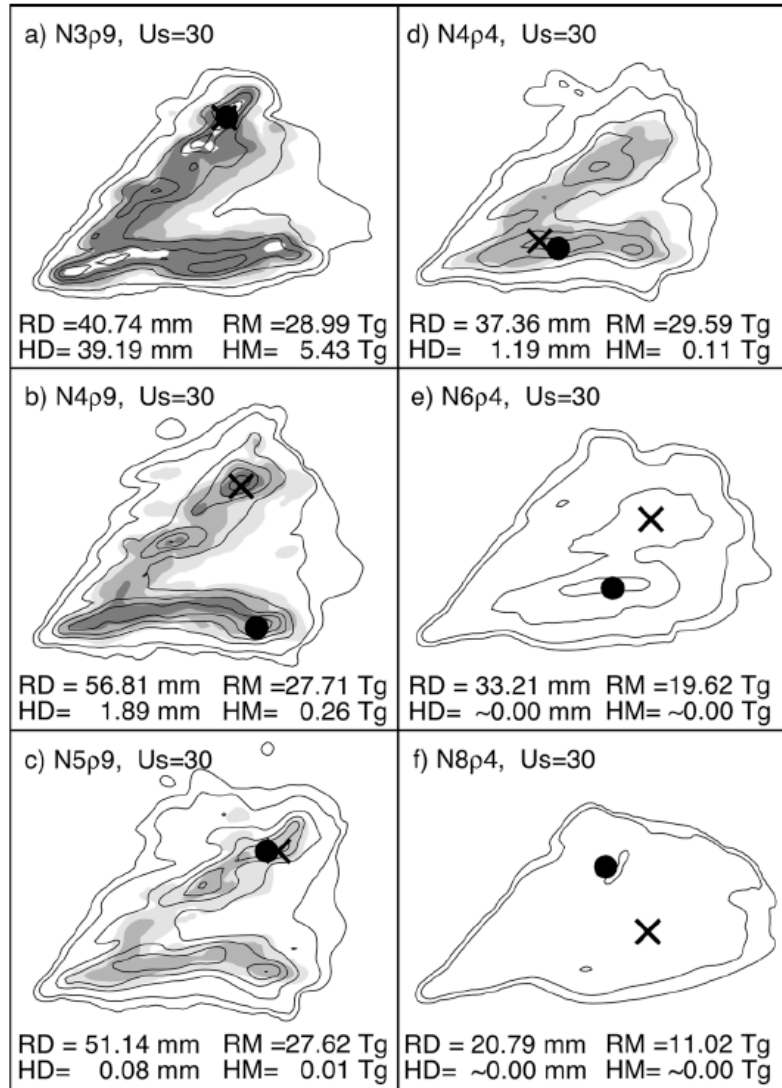 a) N3ρ9, Us=30
RD =40.74 mm RM =28.99 Tg
HD= 39.19 mm HM= 5.43 Tg
b) N4ρ9, Us=30
RD = 56.81 mm RM =27.71 Tg
HD= 1.89 mm HM= 0.26 Tg
c) N5ρ9, Us=30
RD = 51.14 mm RM =27.62 Tg
HD= 0.08 mm HM= 0.01 Tg
d) N4ρ4, Us=30
RD = 37.36 mm RM =29.59 Tg
HD= 1.19 mm HM= 0.11 Tg
e) N6ρ4, Us=30
RD = 33.21 mm RM =19.62 Tg
HD= ~0.00 mm HM= ~0.00 Tg
f) N8ρ4, Us=30
RD = 20.79 mm RM =11.02 Tg
HD= ~0.00 mm HM= ~0.00 Tg